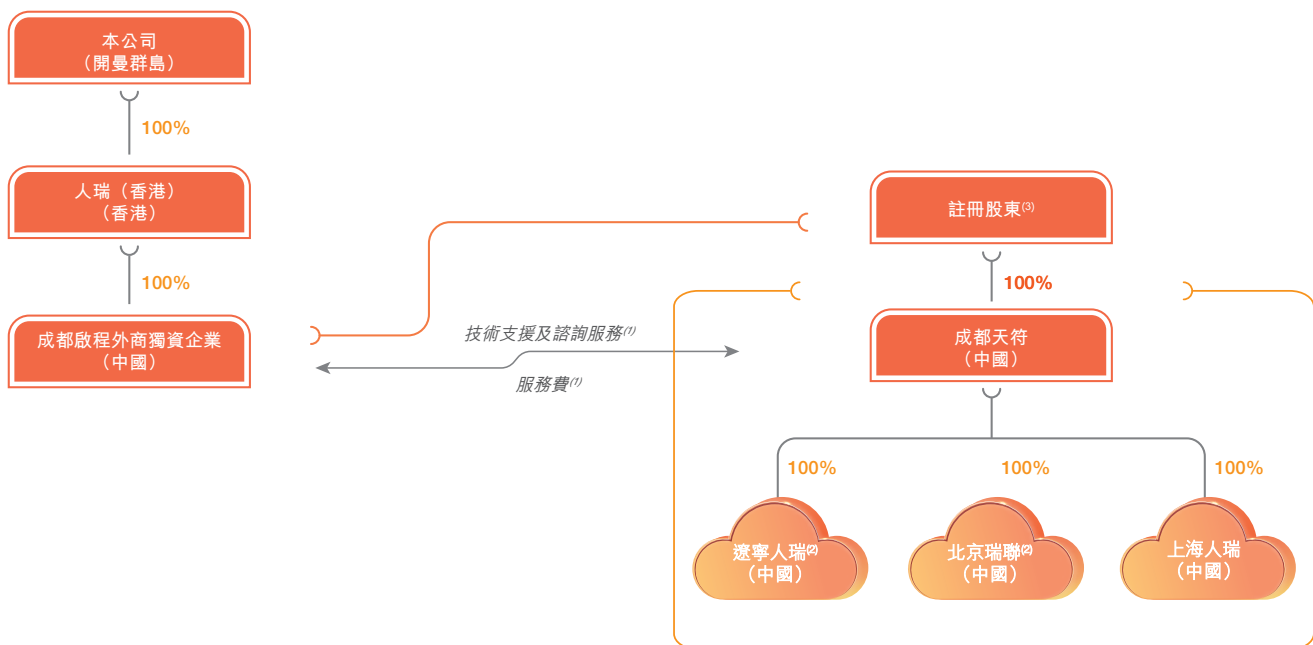 本公司
（開曼群島）
100%
人瑞（香港）
（香港）
100%
成都啟程外商獨資企業
（中國）
技術支援及諮詢服務⁽¹⁾
服務費⁽¹⁾
註冊股東⁽³⁾
100%
成都天符
（中國）
100%
100%
100%
遼寧人瑞⁽²⁾
（中國）
北京瑞聯⁽²⁾
（中國）
上海人瑞
（中國）